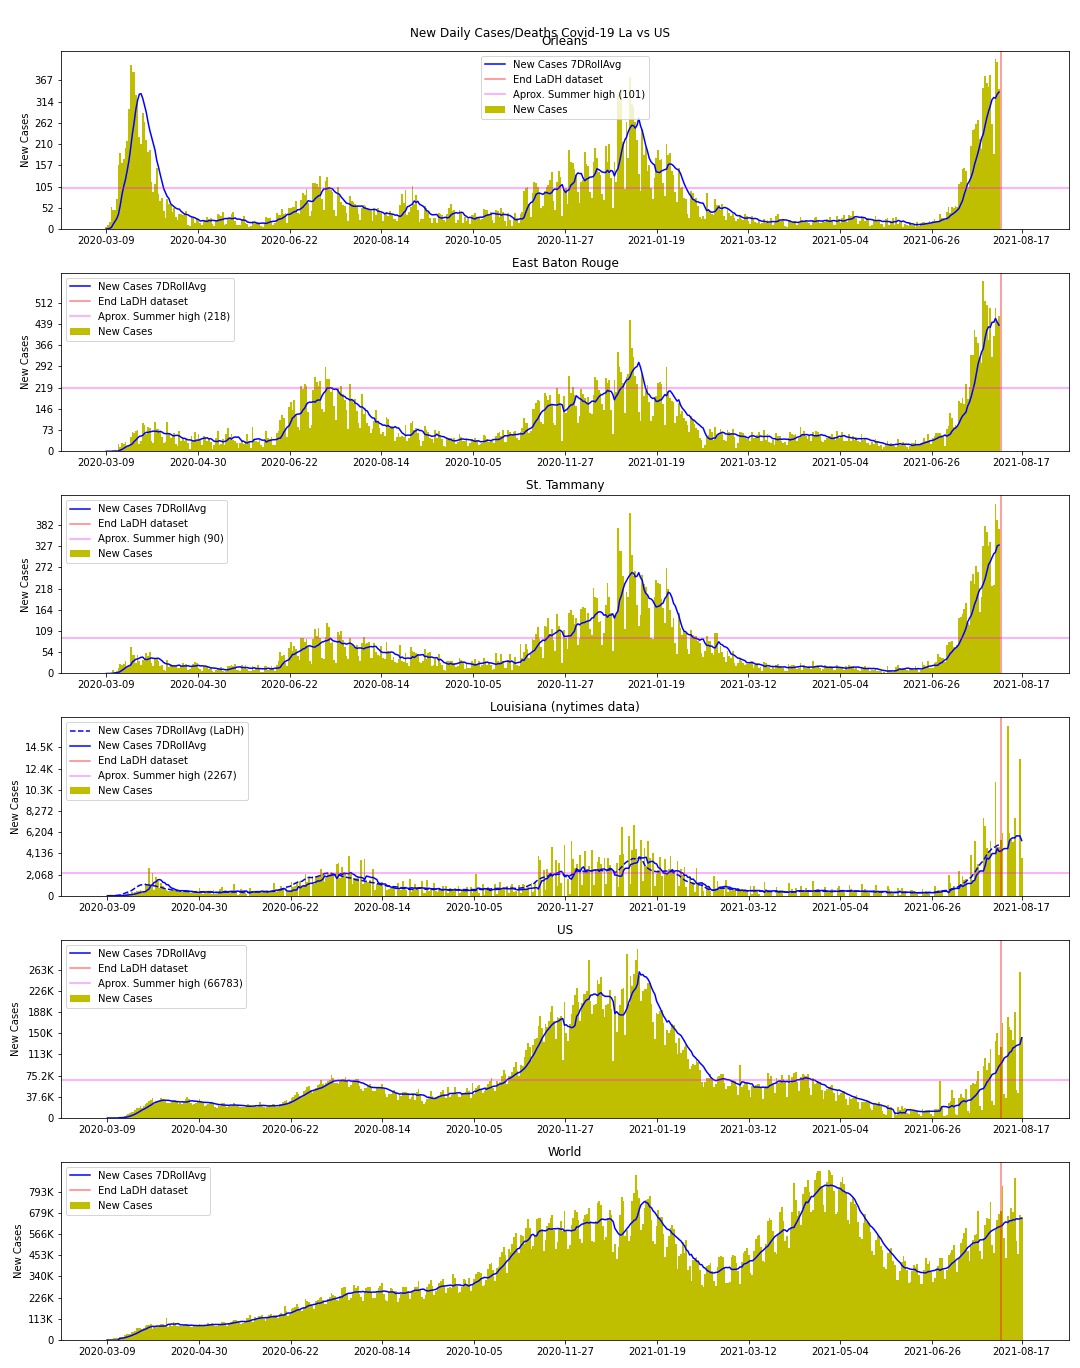 New Daily Cases/Deaths Covid-19 La vs US
Orleans
New Cases 7DRollAvg
End LaDH dataset
Aprox. Summer high (101)
New Cases
New Cases
367
314
262
210
157
105
52
0
2020-03-09 2020-04-30 2020-06-22 2020-08-14 2020-10-05 2020-11-27 2021-01-19 2021-03-12 2021-05-04 2021-06-26 2021-08-17
East Baton Rouge
New Cases 7DRollAvg
End LaDH dataset
Aprox. Summer high (218)
New Cases
New Cases
512
439
366
292
219
146
73
0
2020-03-09 2020-04-30 2020-06-22 2020-08-14 2020-10-05 2020-11-27 2021-01-19 2021-03-12 2021-05-04 2021-06-26 2021-08-17
St. Tammany
New Cases 7DRollAvg
End LaDH dataset
Aprox. Summer high (90)
New Cases
New Cases
382
327
272
218
164
109
54
0
2020-03-09 2020-04-30 2020-06-22 2020-08-14 2020-10-05 2020-11-27 2021-01-19 2021-03-12 2021-05-04 2021-06-26 2021-08-17
Louisiana (nytimes data)
New Cases 7DRollAvg (LaDH)
New Cases 7DRollAvg
End LaDH dataset
Aprox. Summer high (2267)
New Cases
New Cases
14.5K
12.4K
10.3K
8,272
6,204
4,136
2,068
0
2020-03-09 2020-04-30 2020-06-22 2020-08-14 2020-10-05 2020-11-27 2021-01-19 2021-03-12 2021-05-04 2021-06-26 2021-08-17
US
New Cases 7DRollAvg
End LaDH dataset
Aprox. Summer high (66783)
New Cases
New Cases
263K
226K
188K
150K
113K
75.2K
37.6K
0
2020-03-09 2020-04-30 2020-06-22 2020-08-14 2020-10-05 2020-11-27 2021-01-19 2021-03-12 2021-05-04 2021-06-26 2021-08-17
World
New Cases 7DRollAvg
End LaDH dataset
New Cases
New Cases
793K
679K
566K
453K
340K
226K
113K
0
2020-03-09 2020-04-30 2020-06-22 2020-08-14 2020-10-05 2020-11-27 2021-01-19 2021-03-12 2021-05-04 2021-06-26 2021-08-17